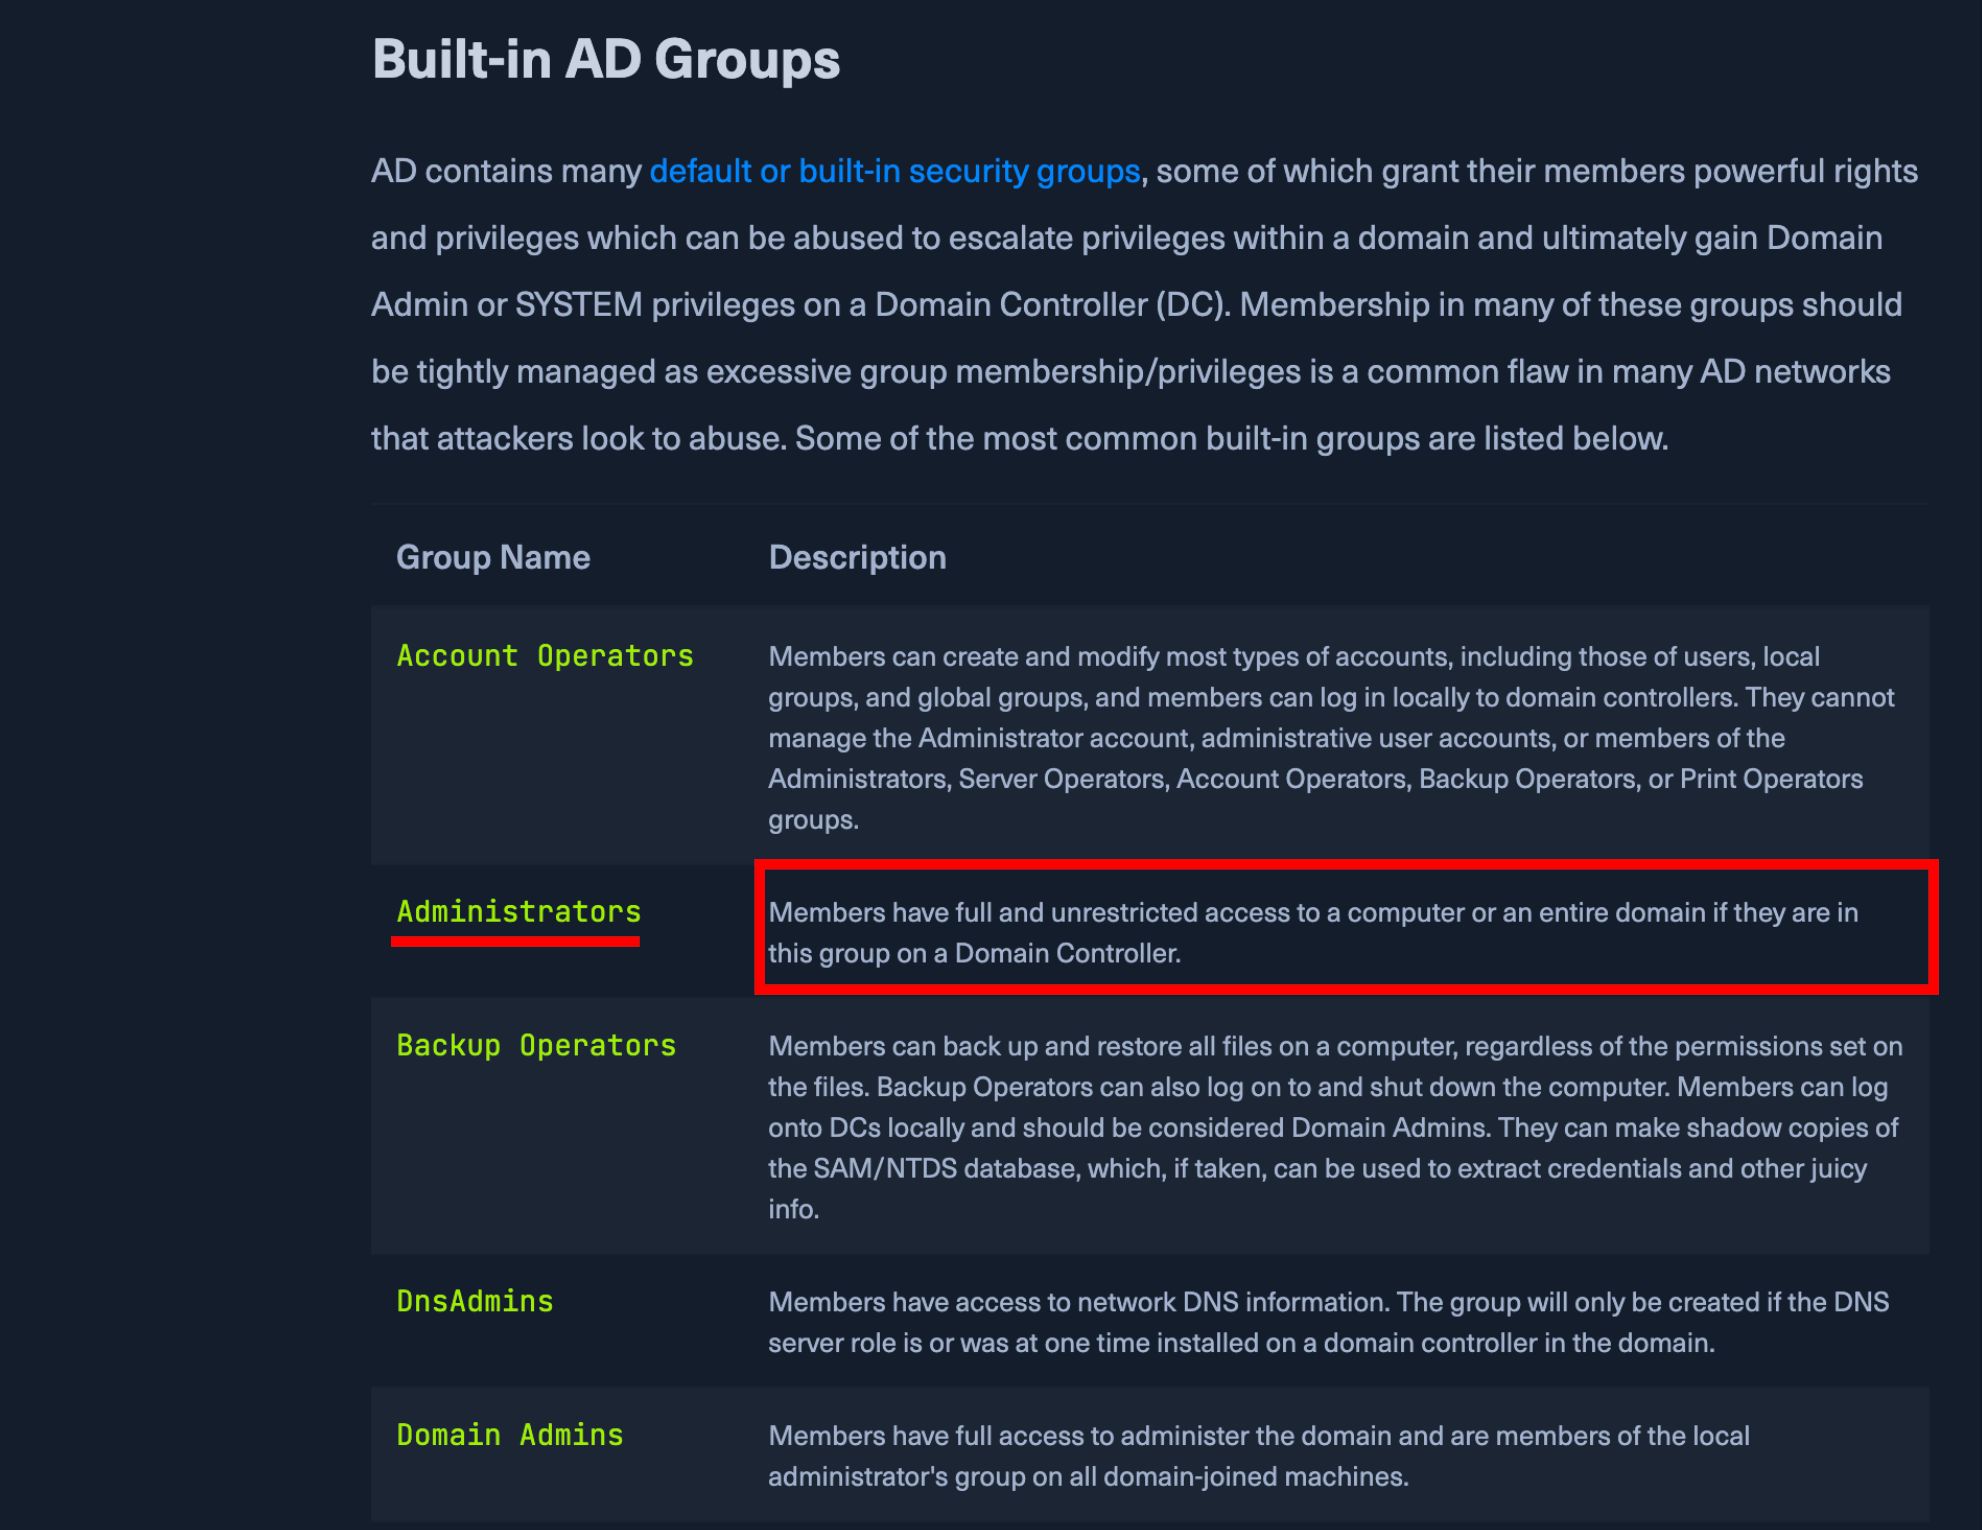 Built-in AD Groups
AD contains many default or built-in security groups, some of which grant their members powerful rights
and privileges which can be abused to escalate privileges within a domain and ultimately gain Domain
Admin or SYSTEM privileges on a Domain Controller (DC). Membership in many of these groups should
be tightly managed as excessive group membership/privileges is a common flaw in many AD networks
that attackers look to abuse. Some of the most common built-in groups are listed below.
Group Name Description
Account Operators Members can create and modify most types of accounts, including those of users, local
groups, and global groups, and members can log in locally to domain controllers. They cannot
manage the Administrator account, administrative user accounts, or members of the
Administrators, Server Operators, Account Operators, Backup Operators, or Print Operators
groups.
Administrators Members have full and unrestricted access to a computer or an entire domain if they are in
this group on a Domain Controller.
Backup Operators Members can back up and restore all files on a computer, regardless of the permissions set on
the files. Backup Operators can also log on to and shut down the computer. Members can log
onto DCs locally and should be considered Domain Admins. They can make shadow copies of
the SAM/NTDS database, which, if taken, can be used to extract credentials and other juicy
info.
DnsAdmins Members have access to network DNS information. The group will only be created if the DNS
server role is or was at one time installed on a domain controller in the domain.
Domain Admins Members have full access to administer the domain and are members of the local
administrator's group on all domain-joined machines.